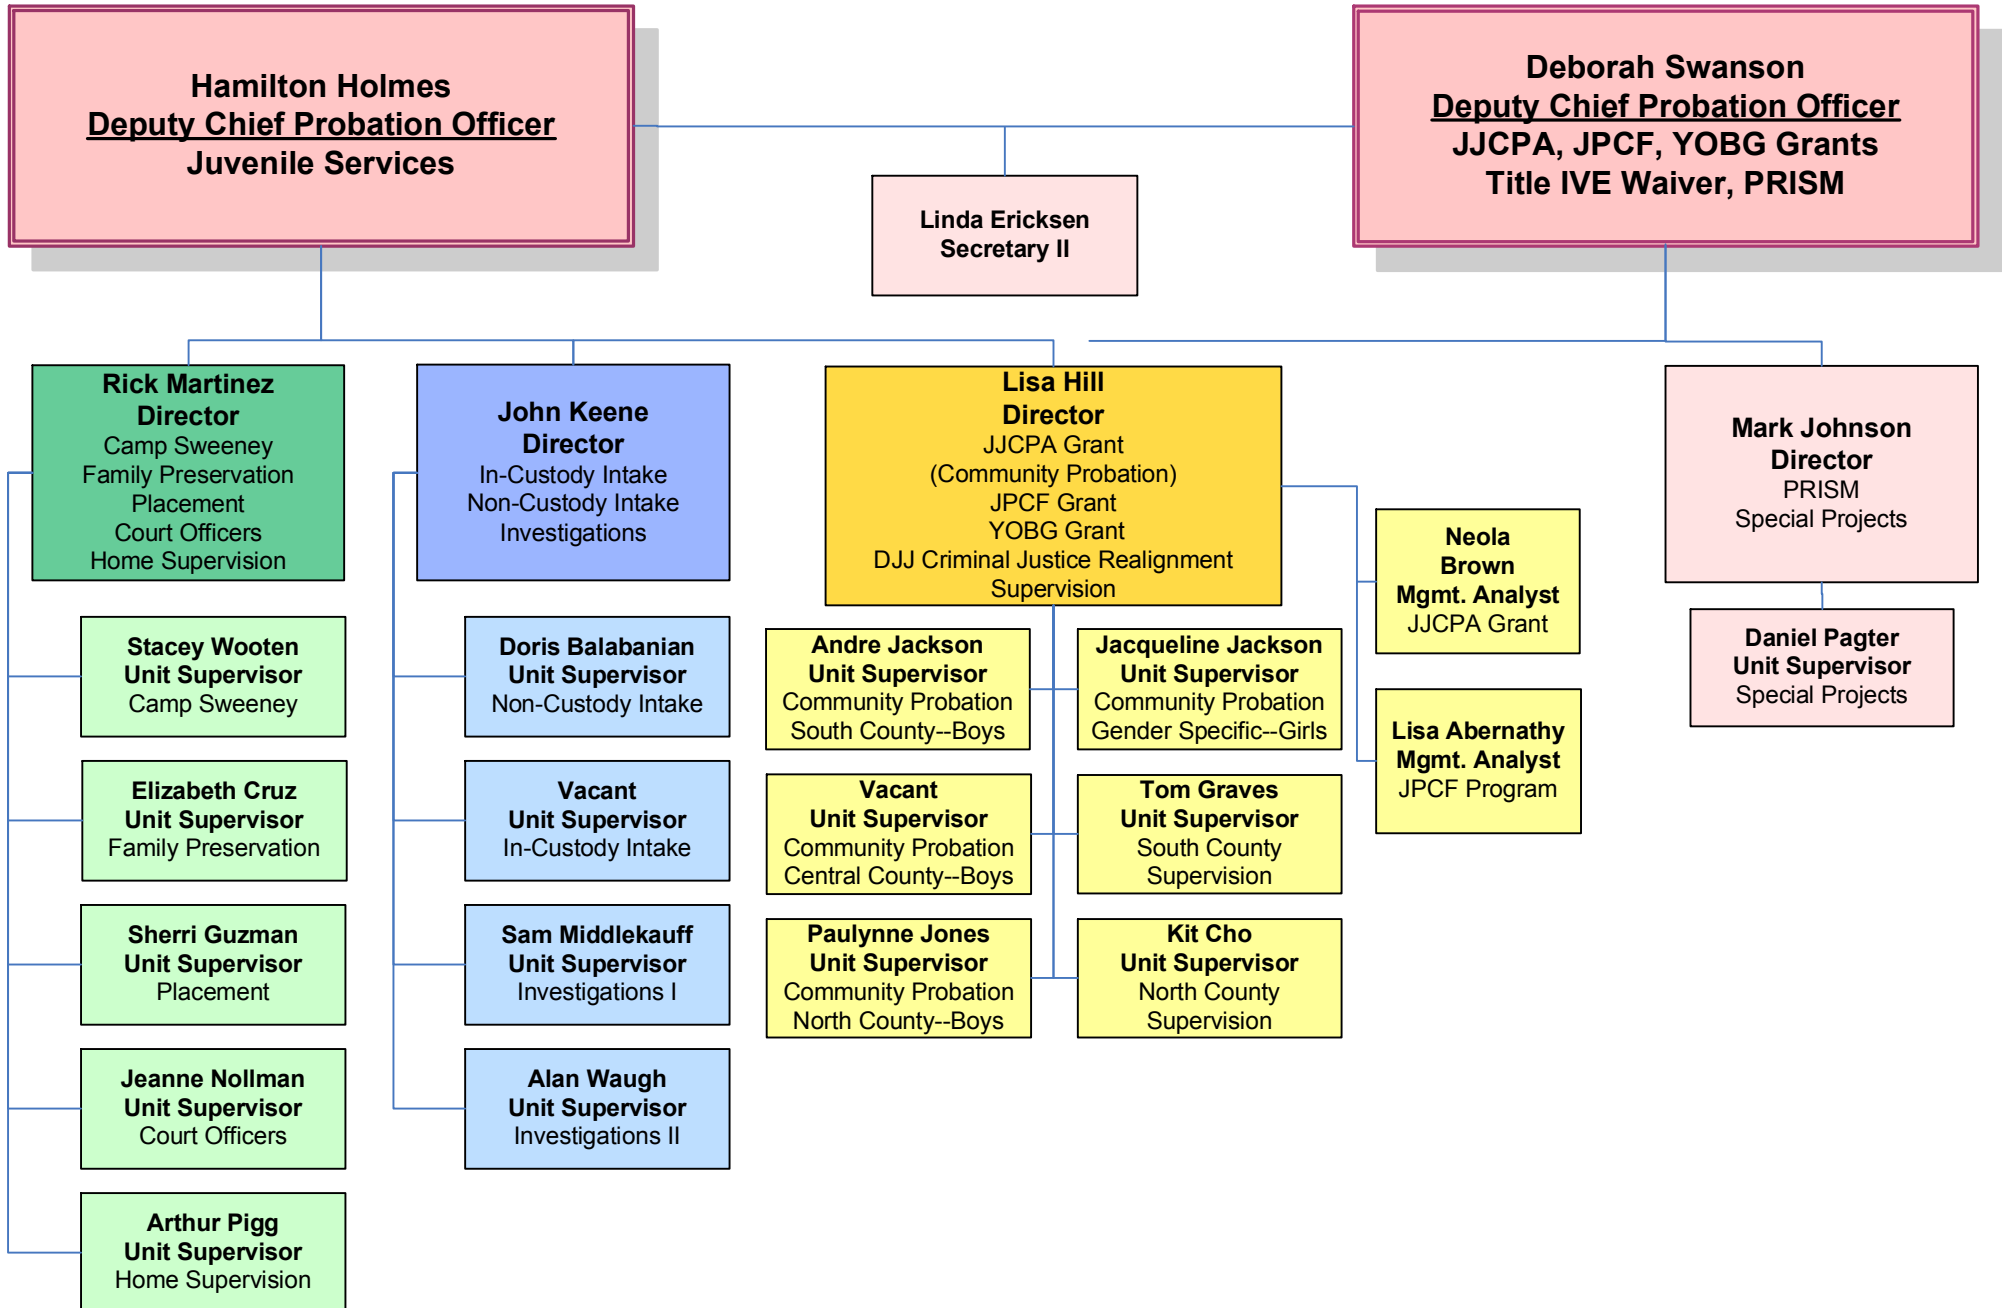 Hamilton Holmes
Deputy Chief Probation Officer
Juvenile Services
Deborah Swanson
Deputy Chief Probation Officer
JJCPA, JPCF, YOBG Grants
Title IVE Waiver, PRISM
Linda Ericksen
Secretary II
Rick Martinez
Director
Camp Sweeney
Family Preservation
Placement
Court Officers
Home Supervision
John Keene
Director
In-Custody Intake
Non-Custody Intake
Investigations
Lisa Hill
Director
JJCPA Grant
(Community Probation)
JPCF Grant
YOBG Grant
DJJ Criminal Justice Realignment
Supervision
Mark Johnson
Director
PRISM
Special Projects
Neola
Brown
Mgmt. Analyst
JJCPA Grant
Lisa Abernathy
Mgmt. Analyst
JPCF Program
Daniel Pagter
Unit Supervisor
Special Projects
Stacey Wooten
Unit Supervisor
Camp Sweeney
Elizabeth Cruz
Unit Supervisor
Family Preservation
Sherri Guzman
Unit Supervisor
Placement
Jeanne Nollman
Unit Supervisor
Court Officers
Arthur Pigg
Unit Supervisor
Home Supervision
Doris Balabanian
Unit Supervisor
Non-Custody Intake
Vacant
Unit Supervisor
In-Custody Intake
Sam Middlekauff
Unit Supervisor
Investigations I
Alan Waugh
Unit Supervisor
Investigations II
Andre Jackson
Unit Supervisor
Community Probation
South County--Boys
Jacqueline Jackson
Unit Supervisor
Community Probation
Gender Specific--Girls
Vacant
Unit Supervisor
Community Probation
Central County--Boys
Tom Graves
Unit Supervisor
South County
Supervision
Paulynne Jones
Unit Supervisor
Community Probation
North County--Boys
Kit Cho
Unit Supervisor
North County
Supervision